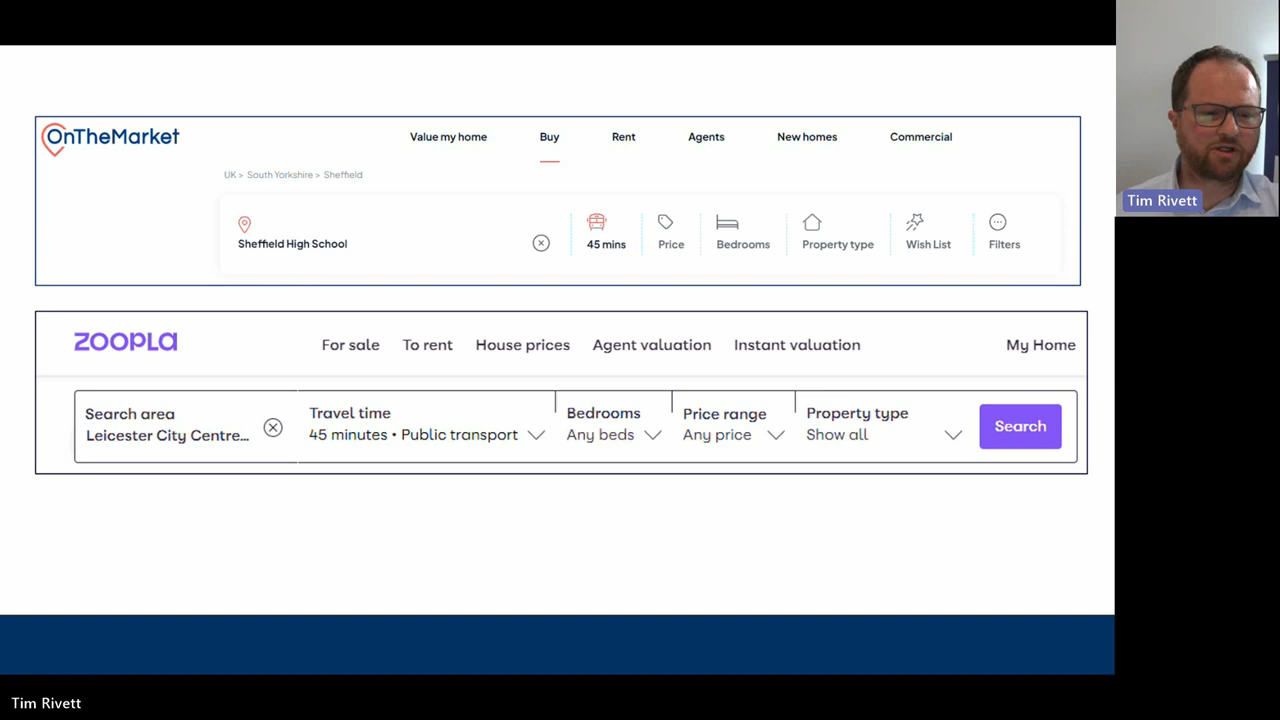 OnTheMarket
Value my home Buy Rent Agents New homes Commercial
UK > South Yorkshire > Sheffield
Sheffield High School
45 mins Price Bedrooms Property type Wish List Filters
ZOOPLA
For sale To rent House prices Agent valuation Instant valuation My Home
Search area Travel time Bedrooms Price range Property type
Leicester City Centre... 45 minutes • Public transport Any beds Any price Show all
Search
Tim Rivett
Tim Rivett